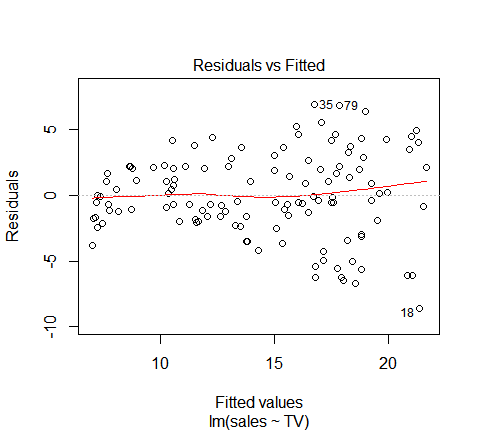 Residuals vs Fitted
35 79
5
0
-5
-10
18
Residuals
10 15 20
Fitted values
lm(sales ~ TV)